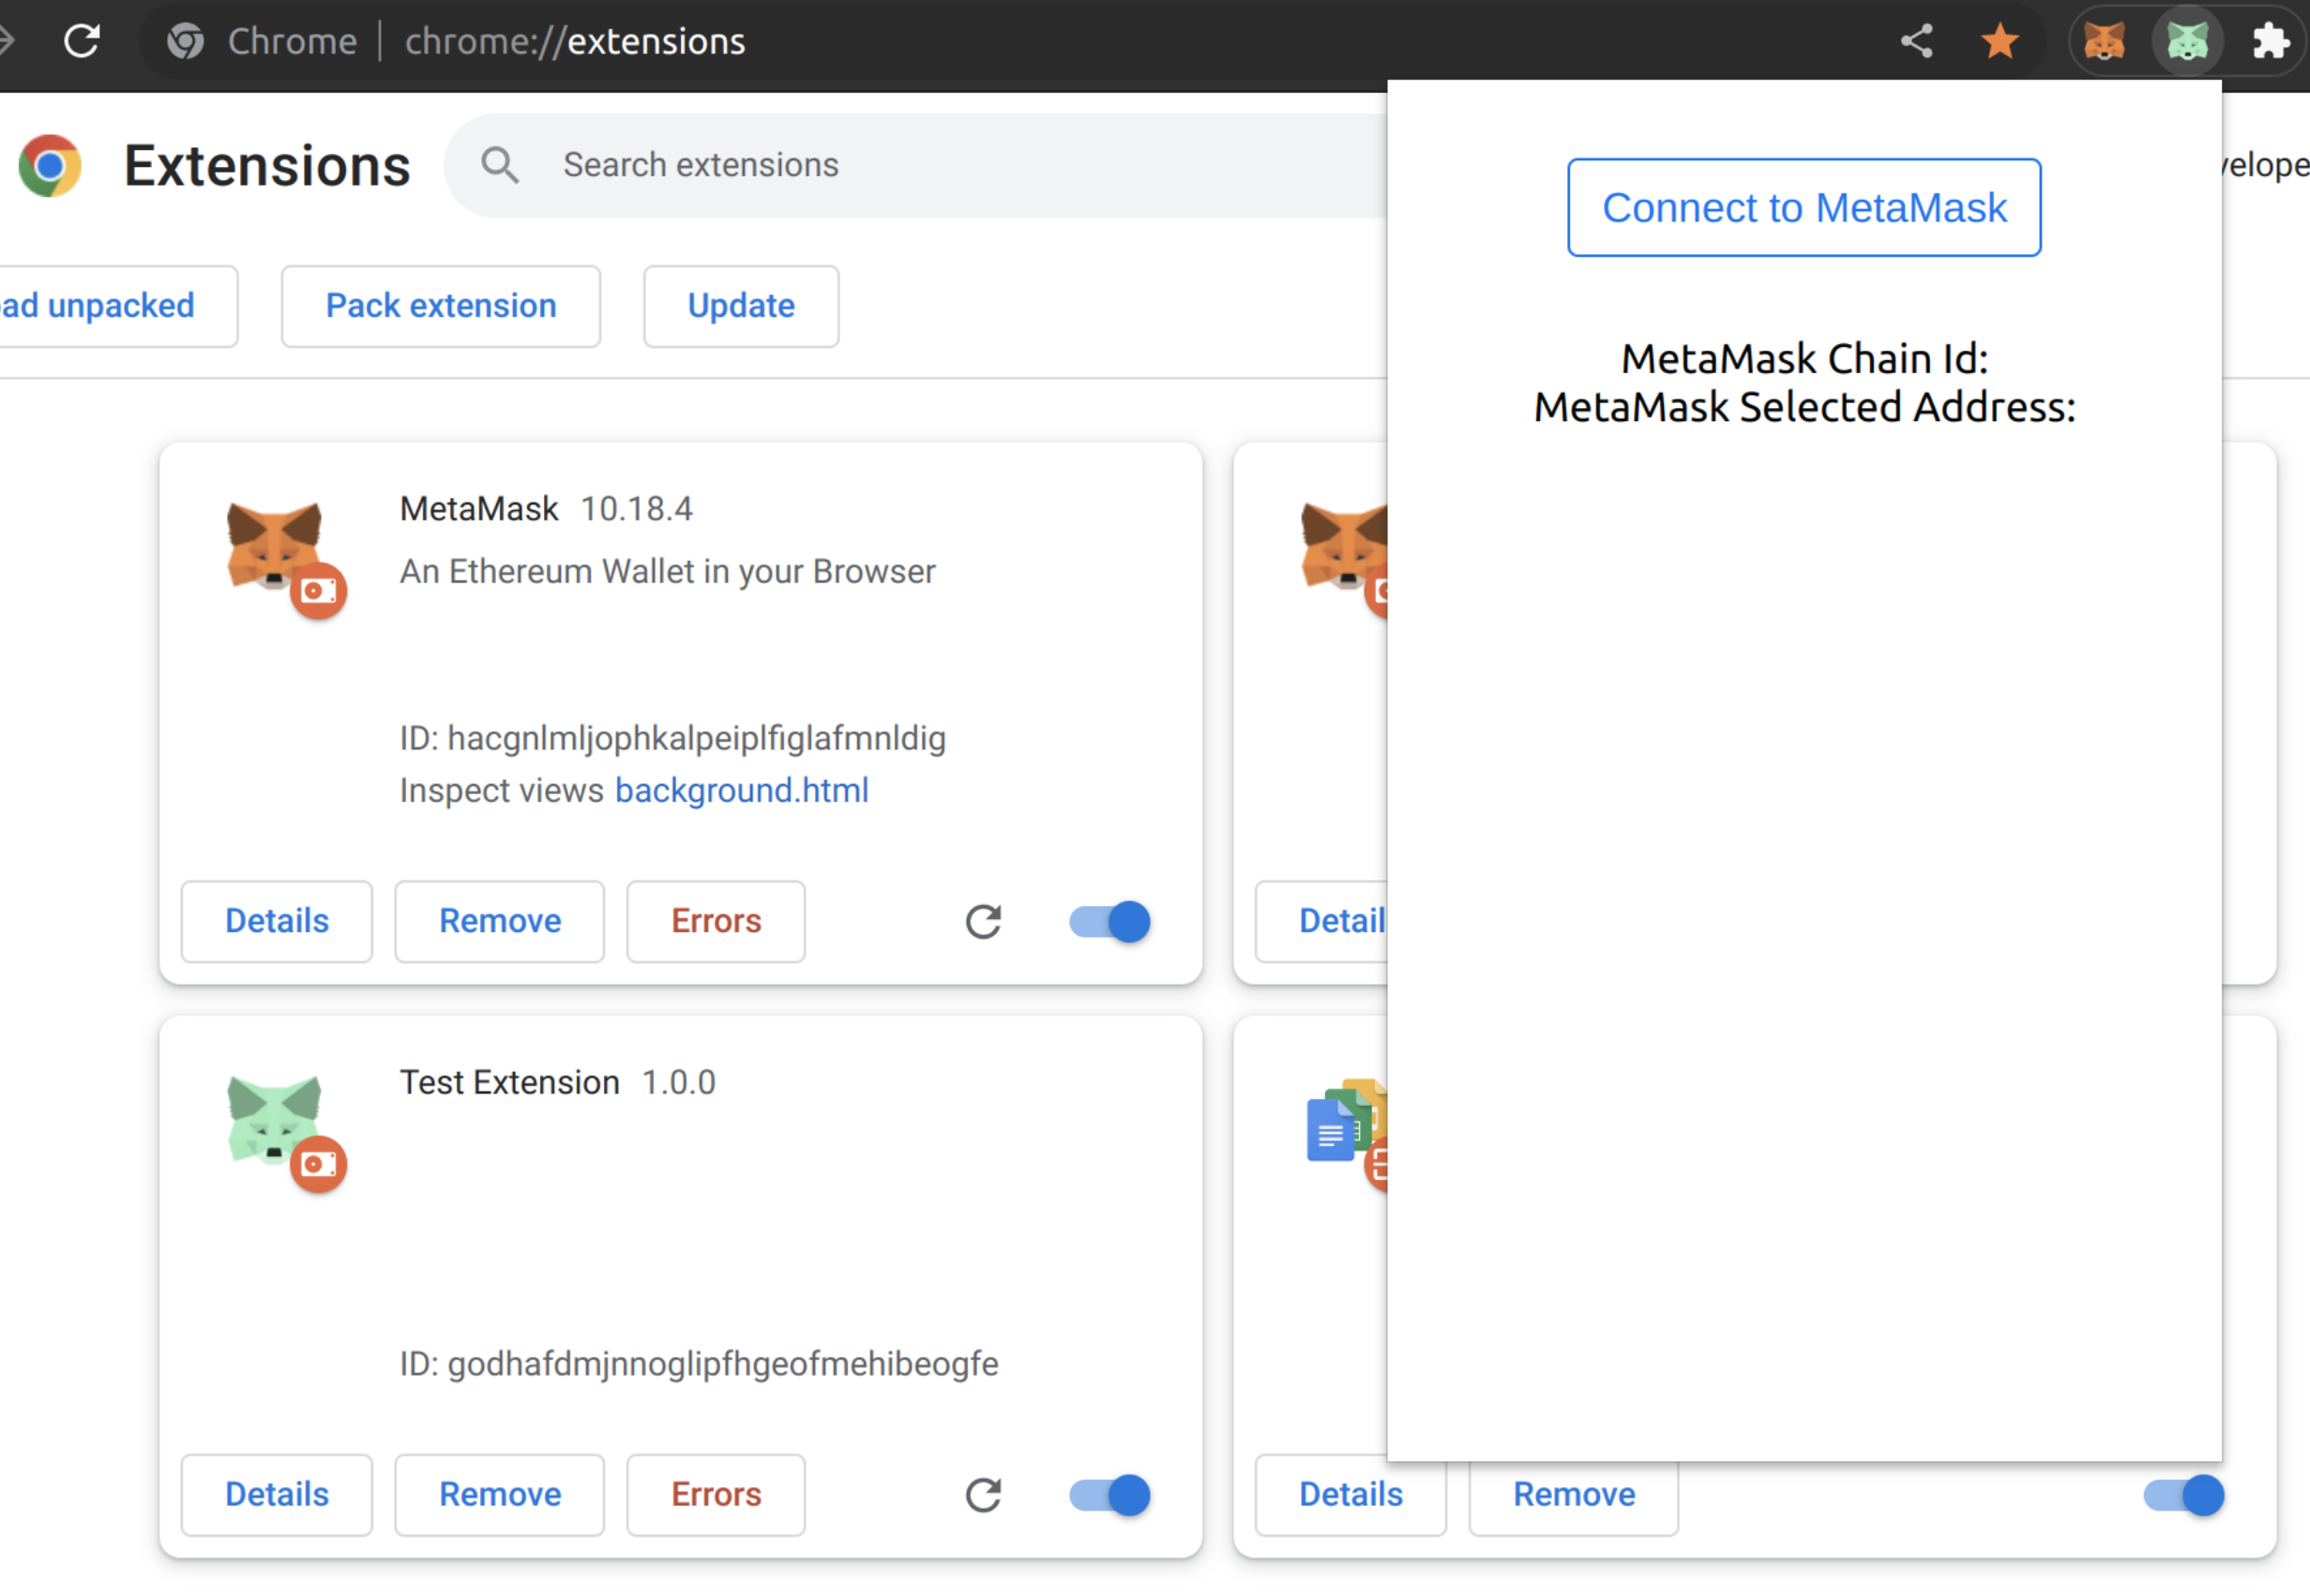 Chrome | chrome://extensions
Extensions
Search extensions
velope
ad unpacked
Pack extension
Update
Connect to MetaMask
MetaMask Chain Id:
MetaMask Selected Address:
MetaMask 10.18.4
An Ethereum Wallet in your Browser
ID: hacgnlmljophkalpeiplfiglafmnldig
Inspect views background.html
Details
Remove
Errors
Detail
Test Extension 1.0.0
ID: godhafdmjnnoglipfhgeofmehibeogfe
Details
Remove
Errors
Details
Remove